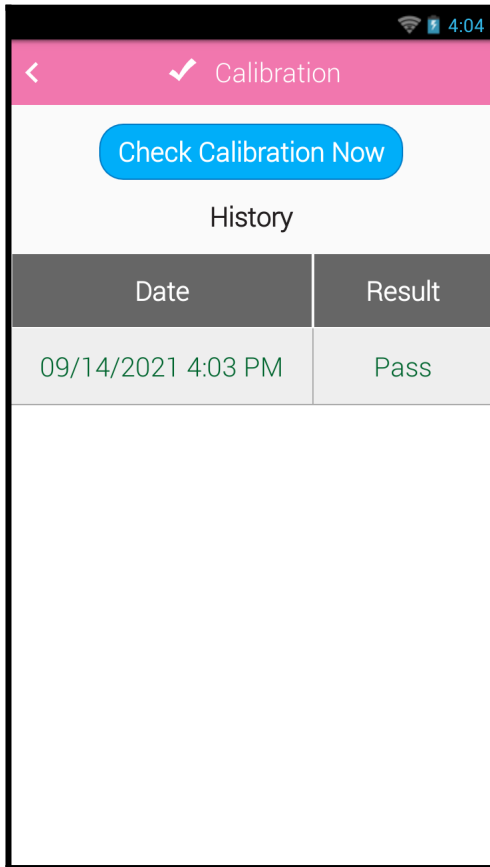 4:04
Calibration
Check Calibration Now
History
Date Result
09/14/2021 4:03 PM Pass